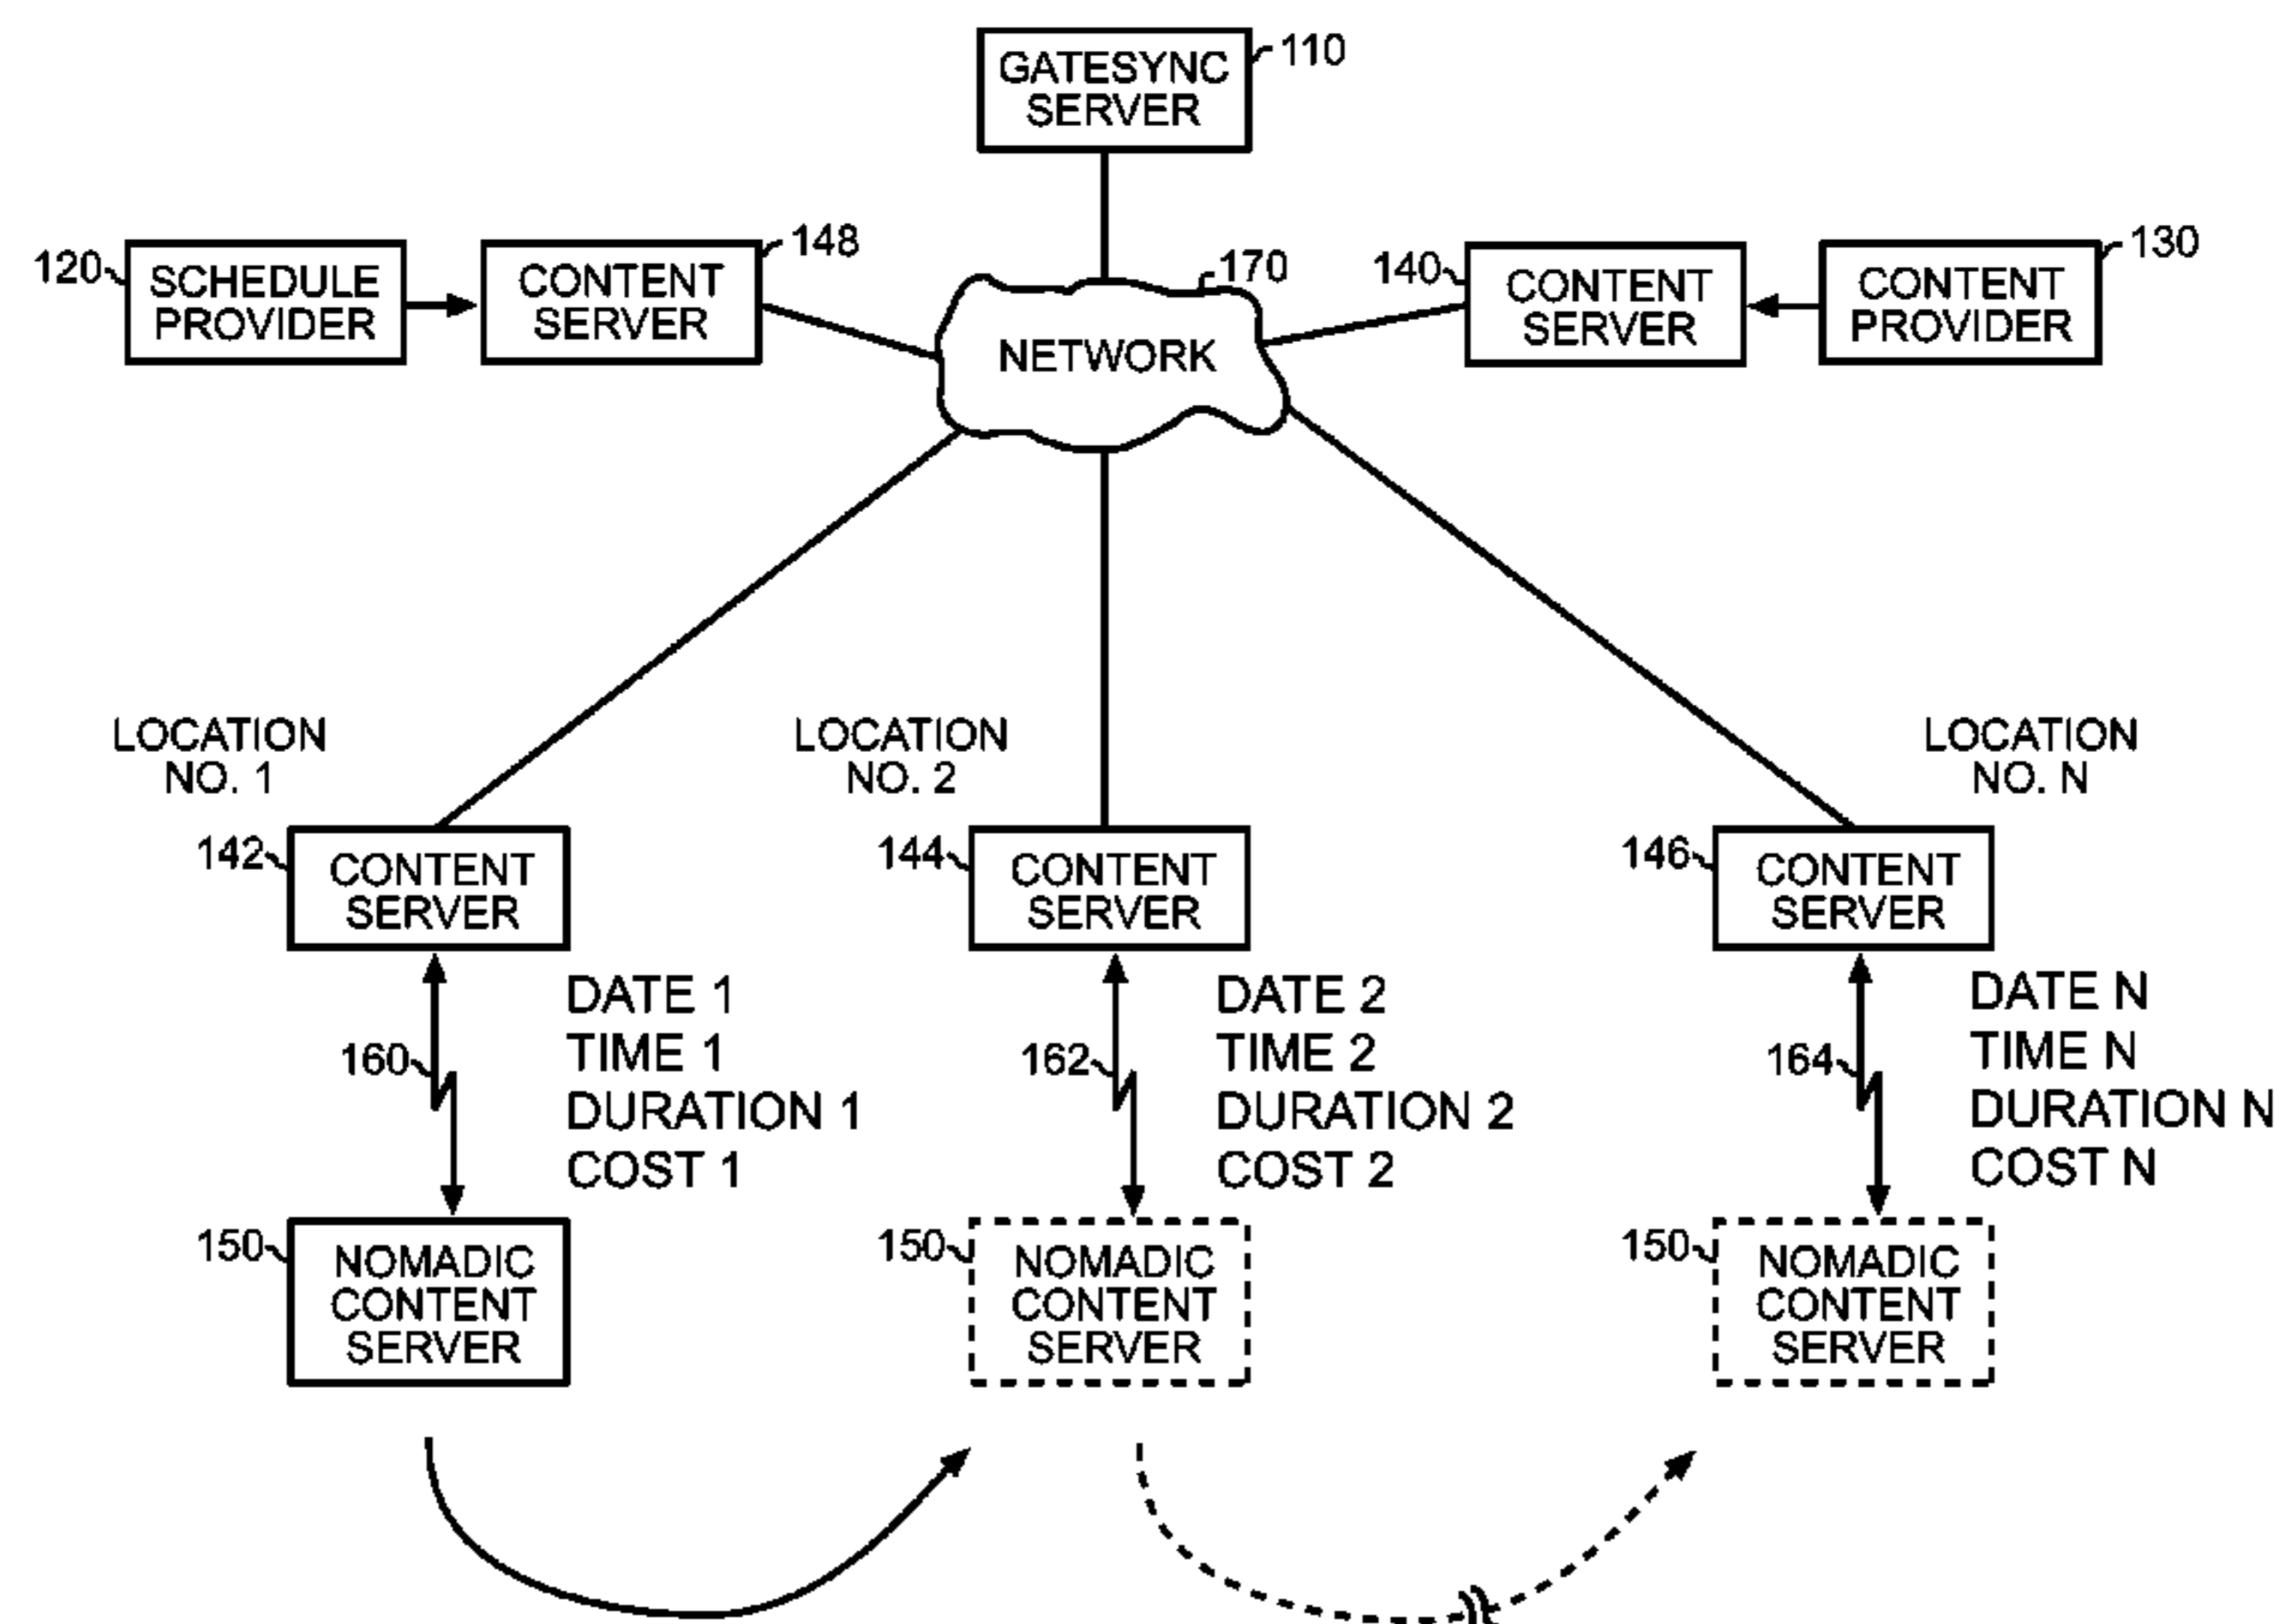 GATESYNC
SERVER
110
120
SCHEDULE
PROVIDER
CONTENT
SERVER
148
NETWORK
170
140
CONTENT
SERVER
CONTENT
PROVIDER
130
LOCATION
NO. 1
LOCATION
NO. 2
LOCATION
NO. N
142
CONTENT
SERVER
144
CONTENT
SERVER
146
CONTENT
SERVER
160
DATE 1
TIME 1
DURATION 1
COST 1
162
DATE 2
TIME 2
DURATION 2
COST 2
164
DATE N
TIME N
DURATION N
COST N
150
NOMADIC
CONTENT
SERVER
150
NOMADIC
CONTENT
SERVER
150
NOMADIC
CONTENT
SERVER